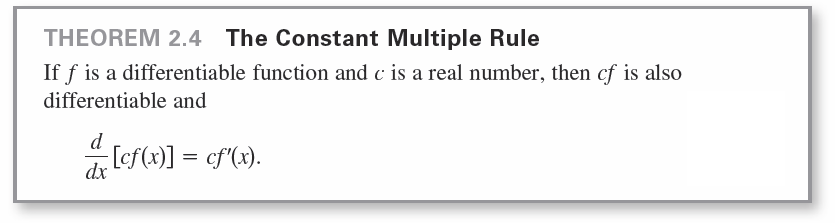 THEOREM 2.4 The Constant Multiple Rule
If f is a differentiable function and c is a real number, then cf is also
differentiable and
d/dx [cf(x)] = cf′(x).